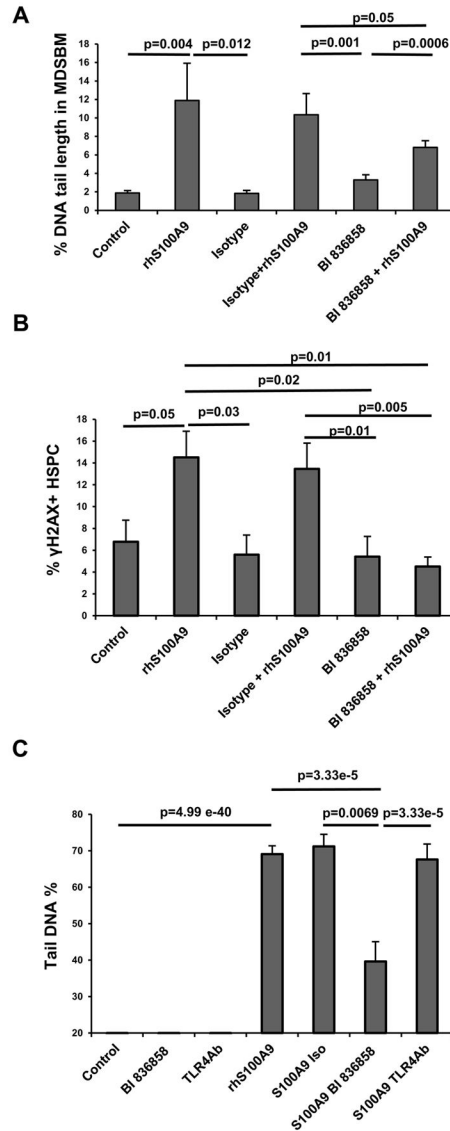 A
p=0.05
p=0.004 p=0.012 p=0.001 p=0.0006
% DNA tail length in MDSBM
16
14
12
10
8
6
4
2
0
Control
rhS100A9
Isotype
Isotype+rhS100A9
BI 836858
BI 836858 + rhS100A9
B
p=0.01
p=0.02
p=0.05 p=0.03 p=0.005
p=0.01
% γH2AX+ HSPC
18
16
14
12
10
8
6
4
2
0
Control
rhS100A9
Isotype
Isotype + rhS100A9
BI 836858
BI 836858 + rhS100A9
C
p=3.33e-5
p=4.99 e-40 p=0.0069 p=3.33e-5
Tail DNA %
80
70
60
50
40
30
20
Control
BI 836858
TLR4Ab
rhS100A9
S100A9 Iso
S100A9 BI 836858
S100A9 TLR4Ab